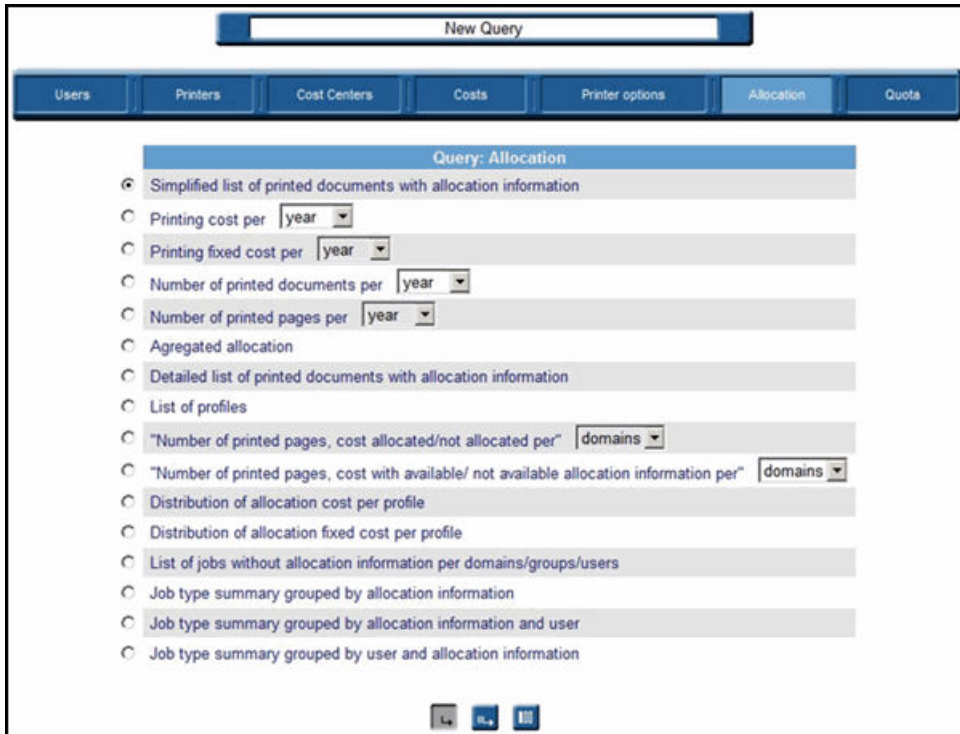 New Query
Users Printers Cost Centers Costs Printer options Allocation Quota
Query: Allocation
Simplified list of printed documents with allocation information
Printing cost per year
Printing fixed cost per year
Number of printed documents per year
Number of printed pages per year
Agregated allocation
Detailed list of printed documents with allocation information
List of profiles
"Number of printed pages, cost allocated/not allocated per" domains
"Number of printed pages, cost with available/ not available allocation information per" domains
Distribution of allocation cost per profile
Distribution of allocation fixed cost per profile
List of jobs without allocation information per domains/groups/users
Job type summary grouped by allocation information
Job type summary grouped by allocation information and user
Job type summary grouped by user and allocation information